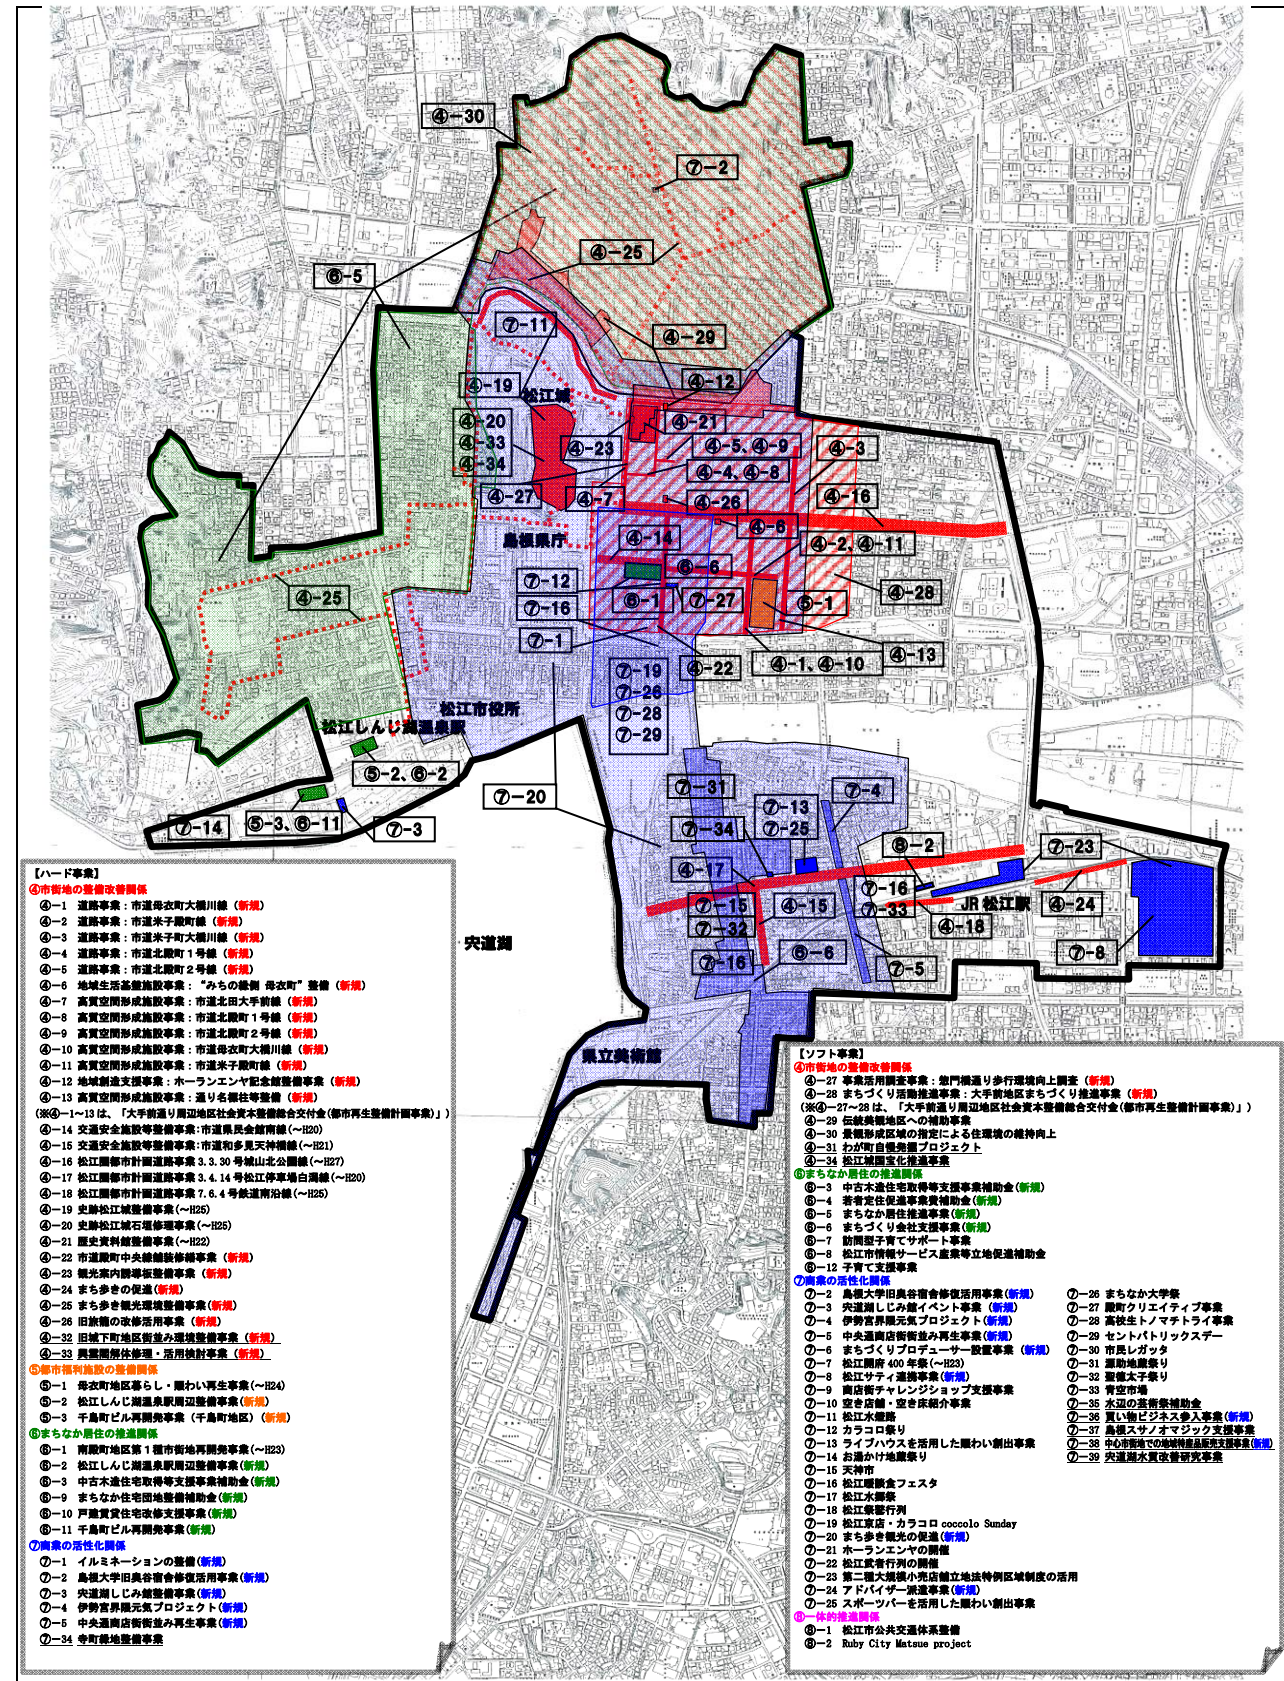 ④-30
⑦-2
④-25
⑥-5
⑦-11
④-29
④-12
④-19
松江城
④-20
④-33
④-34
④-23
④-21
④-5、④-9
④-3
④-4、④-8
④-27
④-7
④-26
④-16
④-6
島根県庁
④-14
④-2、④-11
⑦-12
⑥-6
④-25
⑦-16
⑥-1
⑦-27
⑤-1
④-28
⑦-1
④-22
④-1、④-10
④-13
⑦-19
⑦-26
⑦-28
⑦-29
松江市役所
松江しんじ湖温泉駅
⑤-2、⑥-2
⑦-20
⑦-31
⑦-4
⑦-13
⑦-25
⑦-14
⑤-3、⑥-11
⑦-3
⑦-34
⑧-2
⑦-23
④-17
⑦-16
⑦-33
JR 松江駅
④-24
⑦-15
⑦-32
④-15
④-18
宍道湖
⑦-16
⑥-6
⑦-5
⑦-8
県立美術館
【ハード事業】
④市街地の整備改善関係
④-1 道路事業:市道母衣町大橋川線(新規)
④-2 道路事業:市道米子殿町線(新規)
④-3 道路事業:市道米子町大橋川線(新規)
④-4 道路事業:市道北殿町1号線(新規)
④-5 道路事業:市道北殿町2号線(新規)
④-6 地域生活基盤施設事業:“みちの縁側 母衣町”整備(新規)
④-7 高質空間形成施設事業:市道北田大手前線(新規)
④-8 高質空間形成施設事業:市道北殿町1号線(新規)
④-9 高質空間形成施設事業:市道北殿町2号線(新規)
④-10 高質空間形成施設事業:市道母衣町大橋川線(新規)
④-11 高質空間形成施設事業:市道米子殿町線(新規)
④-12 地域創造支援事業:ホーランエンヤ記念館整備事業(新規)
④-13 高質空間形成施設事業:通り名標柱等整備(新規)
(※④-1~13は、「大手前通り周辺地区社会資本整備総合交付金(都市再生整備計画事業)」)
④-14 交通安全施設等整備事業:市道県民会館南線(~H20)
④-15 交通安全施設等整備事業:市道和多見天神橋線(~H21)
④-16 松江圏都市計画道路事業3.3.30号城山北公園線(~H27)
④-17 松江圏都市計画道路事業3.4.14号松江停車場白潟線(~H20)
④-18 松江圏都市計画道路事業7.6.4号鉄道南沿線(~H25)
④-19 史跡松江城整備事業(~H25)
④-20 史跡松江城石垣修理事業(~H25)
④-21 歴史資料館整備事業(~H22)
④-22 市道殿町中央線舗装修繕事業(新規)
④-23 観光案内誘導板整備事業(新規)
④-24 まち歩きの促進(新規)
④-25 まち歩き観光環境整備事業(新規)
④-26 旧旅籠の改修活用事業(新規)
④-32 旧城下町地区街並み環境整備事業(新規)
④-33 興雲閣解体修理・活用検討事業(新規)
⑤都市福利施設の整備関係
⑤-1 母衣町地区暮らし・賑わい再生事業(~H24)
⑤-2 松江しんじ湖温泉駅周辺整備事業(新規)
⑤-3 千鳥町ビル再開発事業(千鳥町地区)(新規)
⑥まちなか居住の推進関係
⑥-1 南殿町地区第1種市街地再開発事業(~H23)
⑥-2 松江しんじ湖温泉駅周辺整備事業(新規)
⑥-3 中古木造住宅取得等支援事業補助金(新規)
⑥-9 まちなか住宅団地整備補助金(新規)
⑥-10 戸建賃貸住宅改修支援事業(新規)
⑥-11 千鳥町ビル再開発事業(新規)
⑦商業の活性化関係
⑦-1 イルミネーションの整備(新規)
⑦-2 島根大学旧奥谷宿舎修復活用事業(新規)
⑦-3 宍道湖しじみ館整備事業(新規)
⑦-4 伊勢宮界隈元気プロジェクト(新規)
⑦-5 中央通商店街街並み再生事業(新規)
⑦-34 寺町緑地整備事業
【ソフト事業】
④市街地の整備改善関係
④-27 事業活用調査事業:惣門橋通り歩行環境向上調査(新規)
④-28 まちづくり活動推進事業:大手前地区まちづくり推進事業(新規)
(※④-27~28は、「大手前通り周辺地区社会資本整備総合交付金(都市再生整備計画事業)」)
④-29 伝統美観地区への補助事業
④-30 景観形成区域の指定による住環境の維持向上
④-31 わが町自慢発掘プロジェクト
④-34 松江城国宝化推進事業
⑥まちなか居住の推進関係
⑥-3 中古木造住宅取得等支援事業補助金(新規)
⑥-4 若者定住促進事業費補助金(新規)
⑥-5 まちなか居住推進事業(新規)
⑥-6 まちづくり会社支援事業(新規)
⑥-7 訪問型子育てサポート事業
⑥-8 松江市情報サービス産業等立地促進補助金
⑥-12 子育て支援事業
⑦商業の活性化関係
⑦-2 島根大学旧奥谷宿舎修復活用事業(新規)
⑦-3 宍道湖しじみ館イベント事業(新規)
⑦-4 伊勢宮界隈元気プロジェクト(新規)
⑦-5 中央通商店街街並み再生事業(新規)
⑦-6 まちづくりプロデューサー設置事業(新規)
⑦-7 松江開府400年祭(~H23)
⑦-8 松江サティ連携事業(新規)
⑦-9 商店街チャレンジショップ支援事業
⑦-10 空き店舗・空き床紹介事業
⑦-11 松江水燈路
⑦-12 カラコロ祭り
⑦-13 ライブハウスを活用した賑わい創出事業
⑦-14 お湯かけ地蔵祭り
⑦-15 天神市
⑦-16 松江暖談食フェスタ
⑦-17 松江水郷祭
⑦-18 松江祭鼕行列
⑦-19 松江京店・カラコロ coccolo Sunday
⑦-20 まち歩き観光の促進(新規)
⑦-21 ホーランエンヤの開催
⑦-22 松江武者行列の開催
⑦-23 第二種大規模小売店舗立地法特例区域制度の活用
⑦-24 アドバイザー派遣事業(新規)
⑦-25 スポーツバーを活用した賑わい創出事業
⑦-26 まちなか大学祭
⑦-27 殿町クリエイティブ事業
⑦-28 高校生トノマチトライ事業
⑦-29 セントパトリックスデー
⑦-30 市民レガッタ
⑦-31 源助地蔵祭り
⑦-32 聖徳太子祭り
⑦-33 青空市場
⑦-35 水辺の芸術祭補助金
⑦-36 買い物ビジネス参入事業(新規)
⑦-37 島根スサノオマジック支援事業
⑦-38 中心市街地での地域特産品販売支援事業(新規)
⑦-39 宍道湖水質改善研究事業
⑧一体的推進関係
⑧-1 松江市公共交通体系整備
⑧-2 Ruby City Matsue project